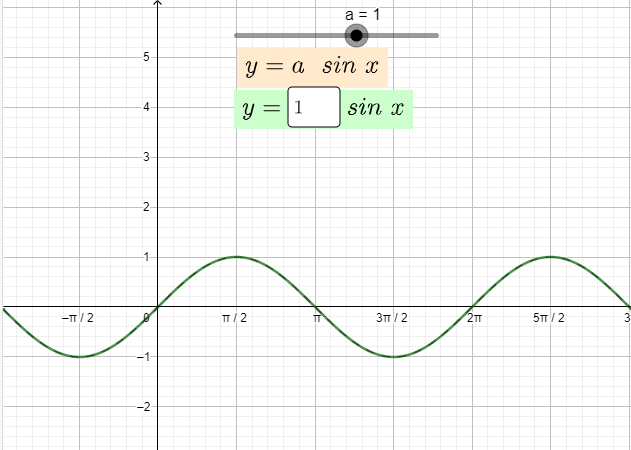 a = 1
y = a sin x
y = 1 sin x
5
4
3
2
1
−π / 2
0
π / 2
π
3π / 2
2π
5π / 2
3
−1
−2